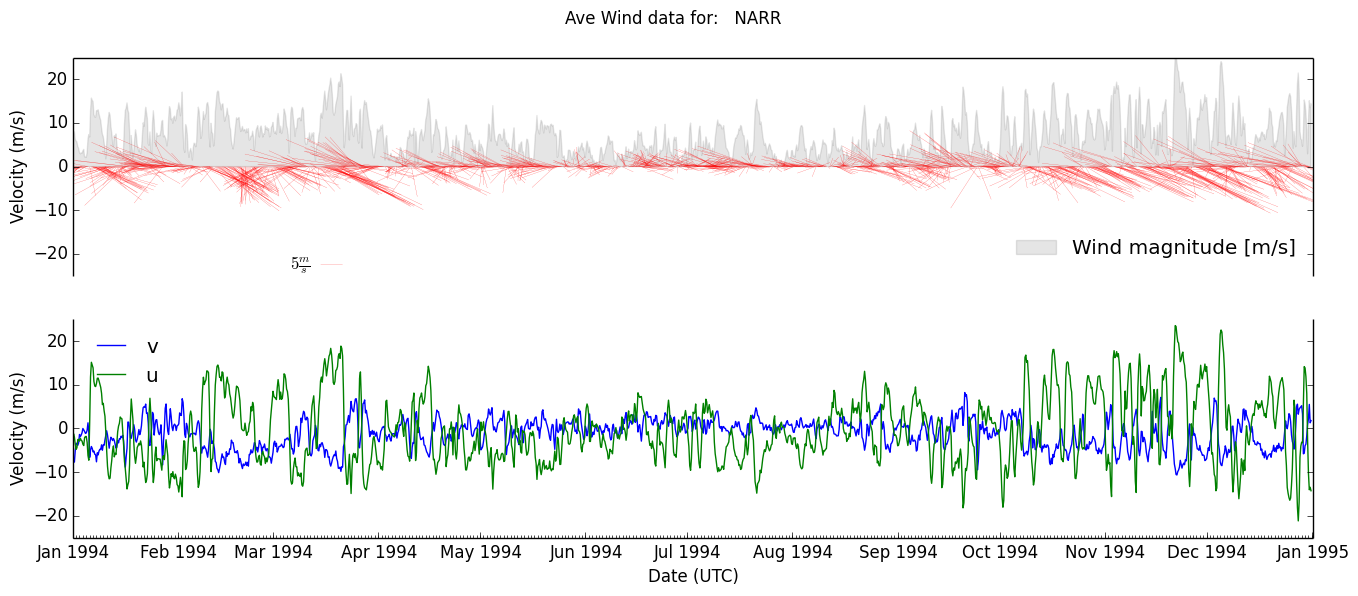 Ave Wind data for:   NARR
Velocity (m/s)
20
10
0
−10
−20
5 m/s
Wind magnitude [m/s]
Velocity (m/s)
20
10
0
−10
−20
v
u
Jan 1994 Feb 1994 Mar 1994 Apr 1994 May 1994 Jun 1994 Jul 1994 Aug 1994 Sep 1994 Oct 1994 Nov 1994 Dec 1994 Jan 1995
Date (UTC)